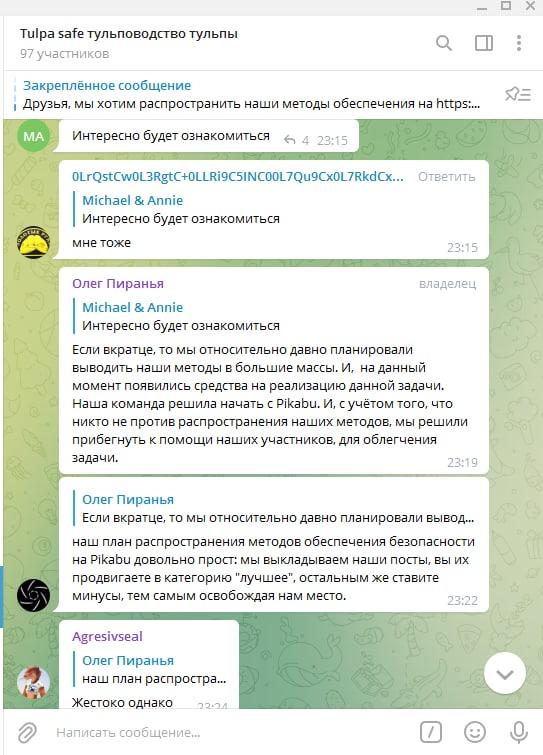 Tulpa safe тульповодство тульпы
97 участников
Закреплённое сообщение
Друзья, мы хотим распространить наши методы обеспечения на https:...
MA
Интересно будет ознакомиться 4 23:15
0LrQstCw0L3RgtC+0LLRi9C5INC00L7Qu9Cx0L7RkdCx... Ответить
Michael & Annie
Интересно будет ознакомиться
мне тоже 23:15
Олег Пиранья владелец
Michael & Annie
Интересно будет ознакомиться
Если вкратце, то мы относительно давно планировали
выводить наши методы в большие массы. И, на данный
момент появились средства на реализацию данной задачи.
Наша команда решила начать с Pikabu. И, с учётом того, что
никто не против распространения наших методов, мы решили
прибегнуть к помощи наших участников, для облегчения
задачи. 23:19
Олег Пиранья
Если вкратце, то мы относительно давно планировали вывод...
наш план распространения методов обеспечения безопасности
на Pikabu довольно прост: мы выкладываем наши посты, вы их
продвигаете в категорию "лучшее", остальным же ставите
минусы, тем самым освобождая нам место. 23:22
Agresivseal
Олег Пиранья
наш план распростра...
Жестоко однако 23:24
Написать сообщение...